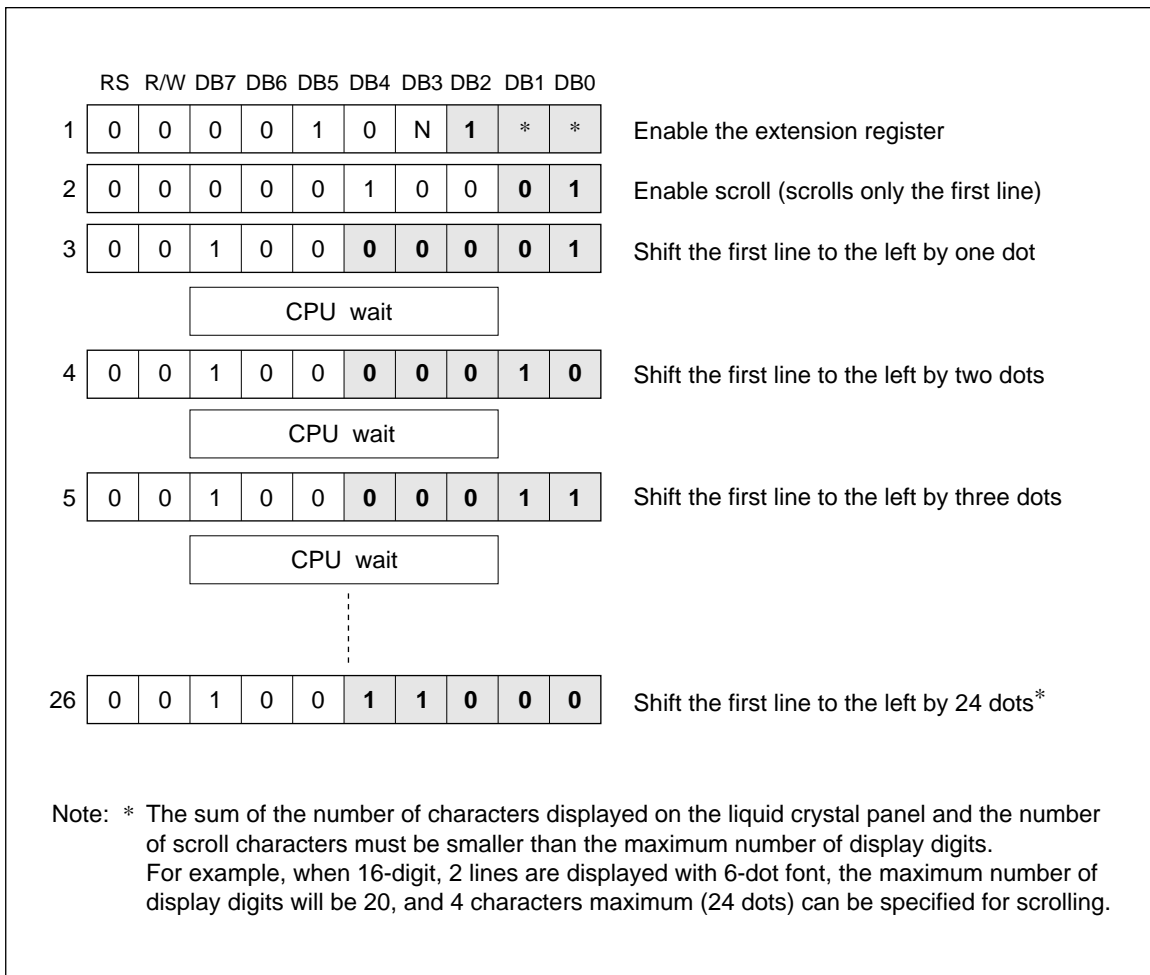 RS R/W DB7 DB6 DB5 DB4 DB3 DB2 DB1 DB0
1 0 0 0 0 1 0 N 1 * * Enable the extension register
2 0 0 0 0 0 1 0 0 0 1 Enable scroll (scrolls only the first line)
3 0 0 1 0 0 0 0 0 0 1 Shift the first line to the left by one dot
CPU wait
4 0 0 1 0 0 0 0 0 1 0 Shift the first line to the left by two dots
CPU wait
5 0 0 1 0 0 0 0 0 1 1 Shift the first line to the left by three dots
CPU wait
26 0 0 1 0 0 1 1 0 0 0 Shift the first line to the left by 24 dots*
Note: * The sum of the number of characters displayed on the liquid crystal panel and the number
of scroll characters must be smaller than the maximum number of display digits.
For example, when 16-digit, 2 lines are displayed with 6-dot font, the maximum number of
display digits will be 20, and 4 characters maximum (24 dots) can be specified for scrolling.